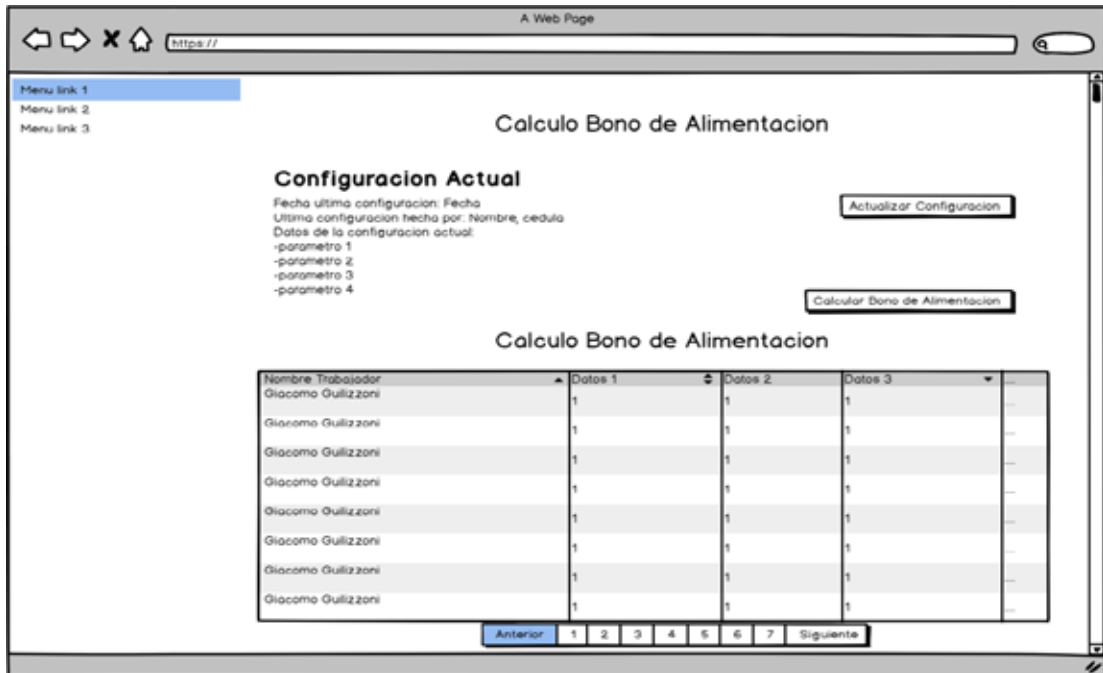 A Web Page
https://
Menu link 1
Menu link 2
Menu link 3
Calculo Bono de Alimentacion
Configuracion Actual
Fecha ultima configuracion: Fecha
Ultima configuracion hecha por: Nombre, cedula
Datos de la configuracion actual:
-parametro 1
-parametro 2
-parametro 3
-parametro 4
Actualizar Configuracion
Calcular Bono de Alimentacion
Calculo Bono de Alimentacion
Nombre Trabajador Datos 1 Datos 2 Datos 3 ...
Giacomo Guilizzoni 1 1 1 ...
Giacomo Guilizzoni 1 1 1 ...
Giacomo Guilizzoni 1 1 1 ...
Giacomo Guilizzoni 1 1 1 ...
Giacomo Guilizzoni 1 1 1 ...
Giacomo Guilizzoni 1 1 1 ...
Giacomo Guilizzoni 1 1 1 ...
Giacomo Guilizzoni 1 1 1 ...
Anterior 1 2 3 4 5 6 7 Siguiente